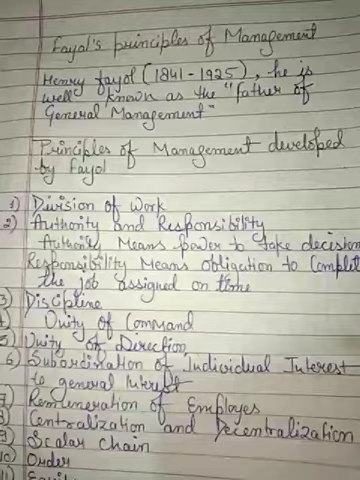 Fayol's principles of Management
Henry fayol (1841-1925), he is
well known as the "father of
General Management"
Principles of Management developed
by Fayol
1) Division of Work
2) Authority and Responsibility
Authority Means power to take decision
Responsibility Means obligation to Complet
the job assigned on time
3) Discipline
Unity of Command
5) Unity of Direction
6) Subordination of Individual Interest
to general Interest
7) Remuneration of Employes
8) Centralization and Decentralization
9) Scalar chain
10) Order
11)